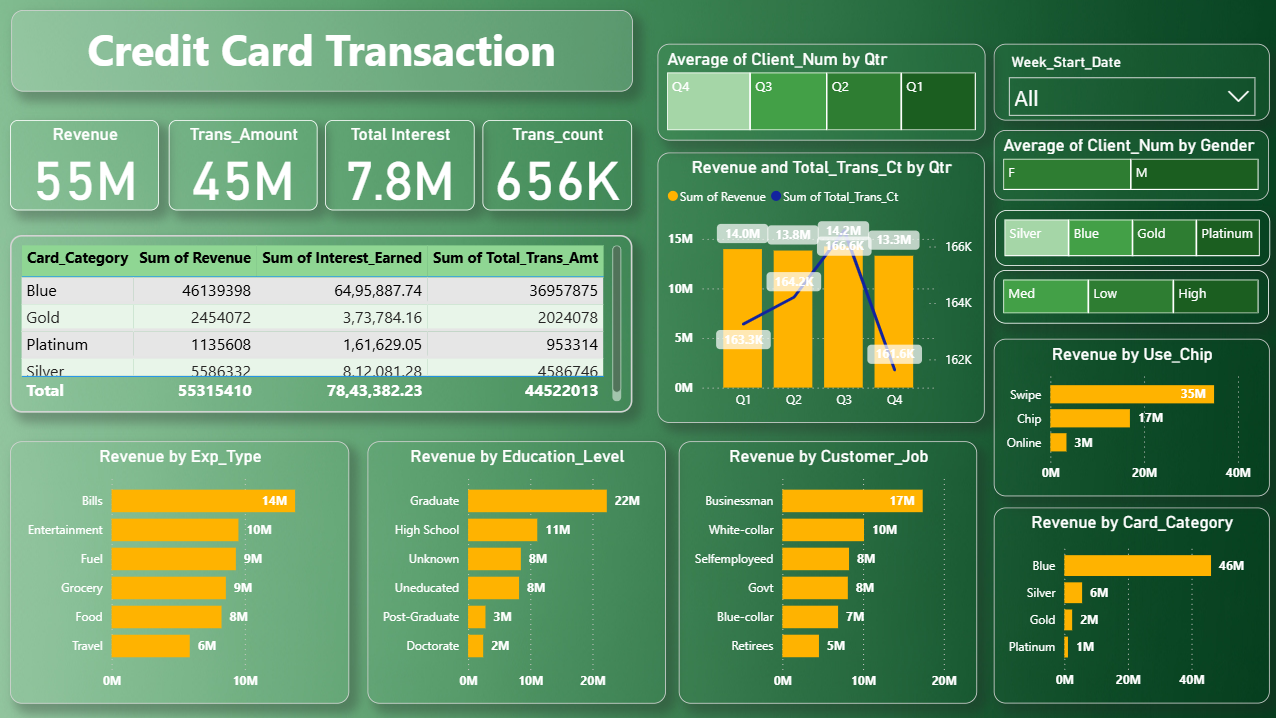 Credit Card Transaction
Revenue
55M
Trans_Amount
45M
Total Interest
7.8M
Trans_count
656K
Card_Category Sum of Revenue Sum of Interest_Earned Sum of Total_Trans_Amt
Blue 46139398 64,95,887.74 36957875
Gold 2454072 3,73,784.16 2024078
Platinum 1135608 1,61,629.05 953314
Silver 5586332 8,12,081.28 4586746
Total 55315410 78,43,382.23 44522013
Average of Client_Num by Qtr
Q4 Q3 Q2 Q1
Revenue and Total_Trans_Ct by Qtr
Sum of Revenue Sum of Total_Trans_Ct
14.0M 13.8M 14.2M 13.3M
163.3K 164.2K 166.6K 161.6K
15M
10M
5M
0M
166K
164K
162K
Q1 Q2 Q3 Q4
Week_Start_Date
All
Average of Client_Num by Gender
F M
Silver Blue Gold Platinum
Med Low High
Revenue by Use_Chip
Swipe 35M
Chip 17M
Online 3M
0M 20M 40M
Revenue by Exp_Type
Bills 14M
Entertainment 10M
Fuel 9M
Grocery 9M
Food 8M
Travel 6M
0M 10M
Revenue by Education_Level
Graduate 22M
High School 11M
Unknown 8M
Uneducated 8M
Post-Graduate 3M
Doctorate 2M
0M 10M 20M
Revenue by Customer_Job
Businessman 17M
White-collar 10M
Selfemployeed 8M
Govt 8M
Blue-collar 7M
Retirees 5M
0M 10M 20M
Revenue by Card_Category
Blue 46M
Silver 6M
Gold 2M
Platinum 1M
0M 20M 40M